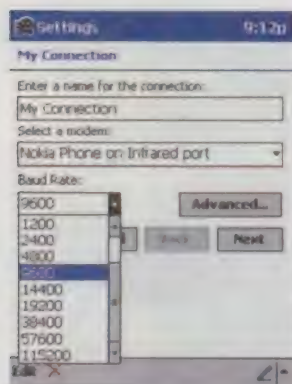 Settings 9:12p
My Connection
Enter a name for the connection:
My Connection
Select a modem:
Nokia Phone on Infrared port
Baud Rate:
9600 Advanced...
1200 Back Next
2400
4800
9600
14400
19200
38400
57600
115200
Edit